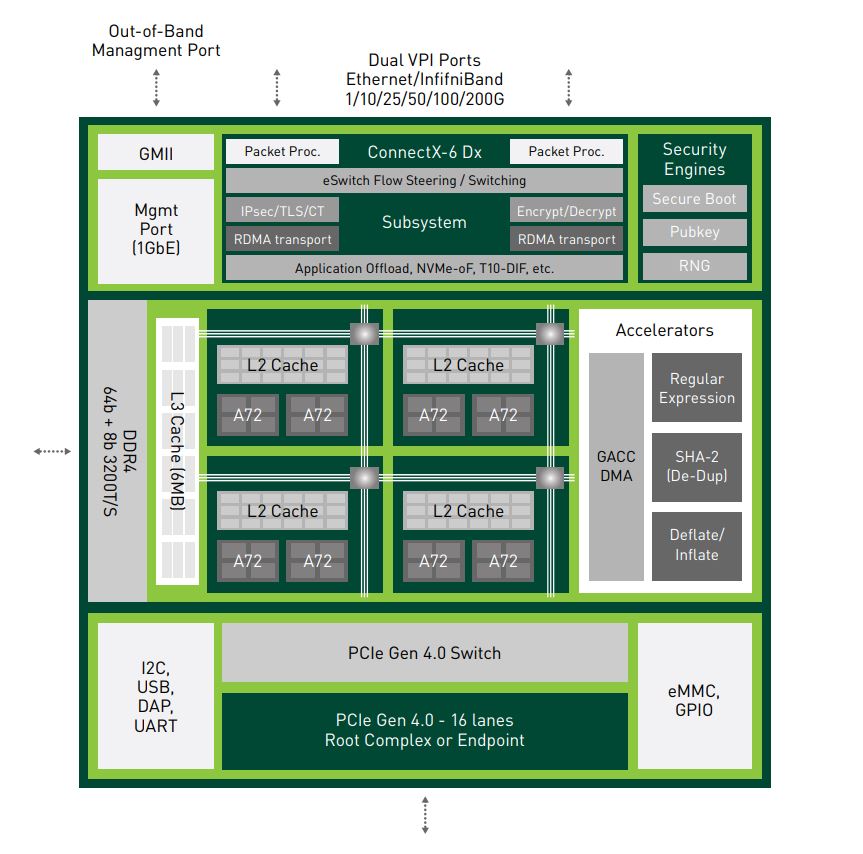 Out-of-Band
Managment Port
Dual VPI Ports
Ethernet/InfifniBand
1/10/25/50/100/200G
GMII
Mgmt
Port
(1GbE)
Packet Proc.
ConnectX-6 Dx
Packet Proc.
eSwitch Flow Steering / Switching
IPsec/TLS/CT
Subsystem
Encrypt/Decrypt
RDMA transport
RDMA transport
Application Offload, NVMe-oF, T10-DIF, etc.
Security
Engines
Secure Boot
Pubkey
RNG
DDR4
64b + 8b 3200T/S
L3 Cache (6MB)
L2 Cache
A72
A72
L2 Cache
A72
A72
L2 Cache
A72
A72
L2 Cache
A72
A72
Accelerators
GACC
DMA
Regular
Expression
SHA-2
(De-Dup)
Deflate/
Inflate
I2C,
USB,
DAP,
UART
PCIe Gen 4.0 Switch
PCIe Gen 4.0 - 16 lanes
Root Complex or Endpoint
eMMC,
GPIO